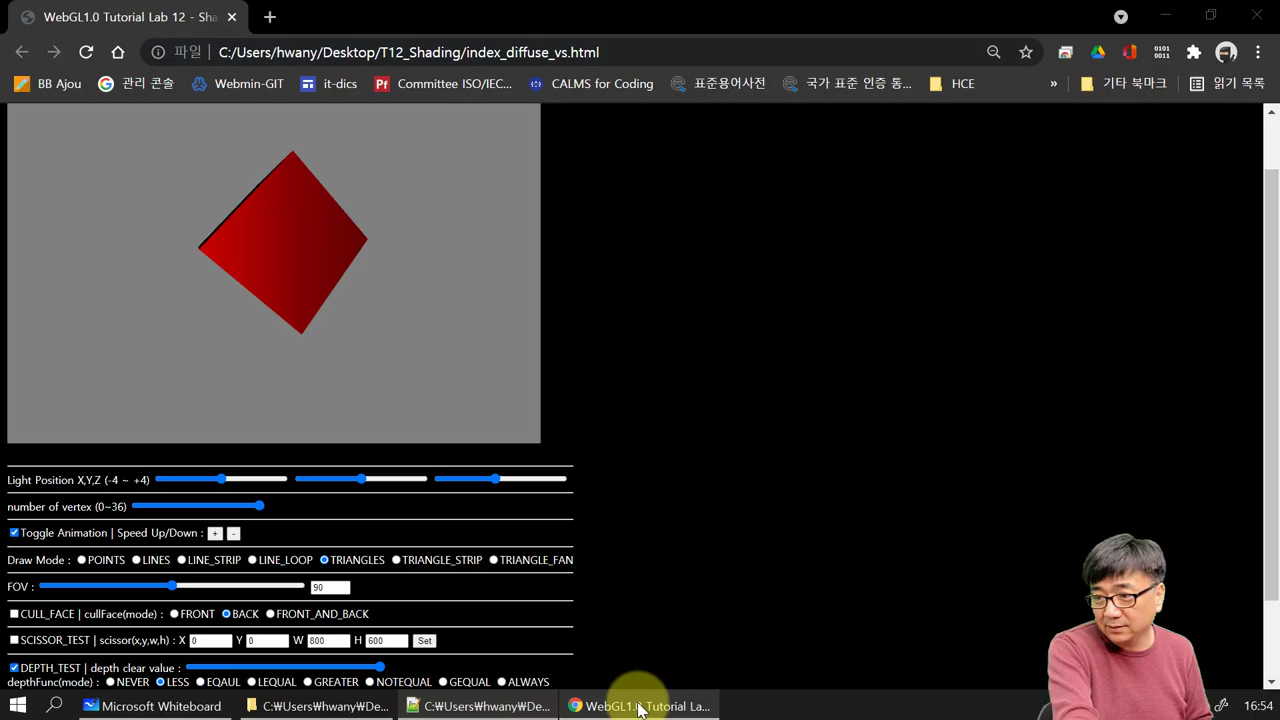 WebGL1.0 Tutorial Lab 12 - Sha
파일 C:/Users/hwany/Desktop/T12_Shading/index_diffuse_vs.html
BB Ajou 관리 콘솔 Webmin-GIT it-dics Committee ISO/IEC... CALMS for Coding 표준용어사전 국가 표준 인증 통... HCE » 기타 북마크 읽기 목록
Light Position X,Y,Z (-4 ~ +4)
number of vertex (0~36)
Toggle Animation | Speed Up/Down : + -
Draw Mode : POINTS LINES LINE_STRIP LINE_LOOP TRIANGLES TRIANGLE_STRIP TRIANGLE_FAN
FOV : 90
CULL_FACE | cullFace(mode) : FRONT BACK FRONT_AND_BACK
SCISSOR_TEST | scissor(x,y,w,h) : X 0 Y 0 W 800 H 600 Set
DEPTH_TEST | depth clear value :
depthFunc(mode) : NEVER LESS EQAUL LEQUAL GREATER NOTEQUAL GEQUAL ALWAYS
Microsoft Whiteboard C:₩Users₩hwany₩De... C:₩Users₩hwany₩De... WebGL1.0 Tutorial La... 16:54